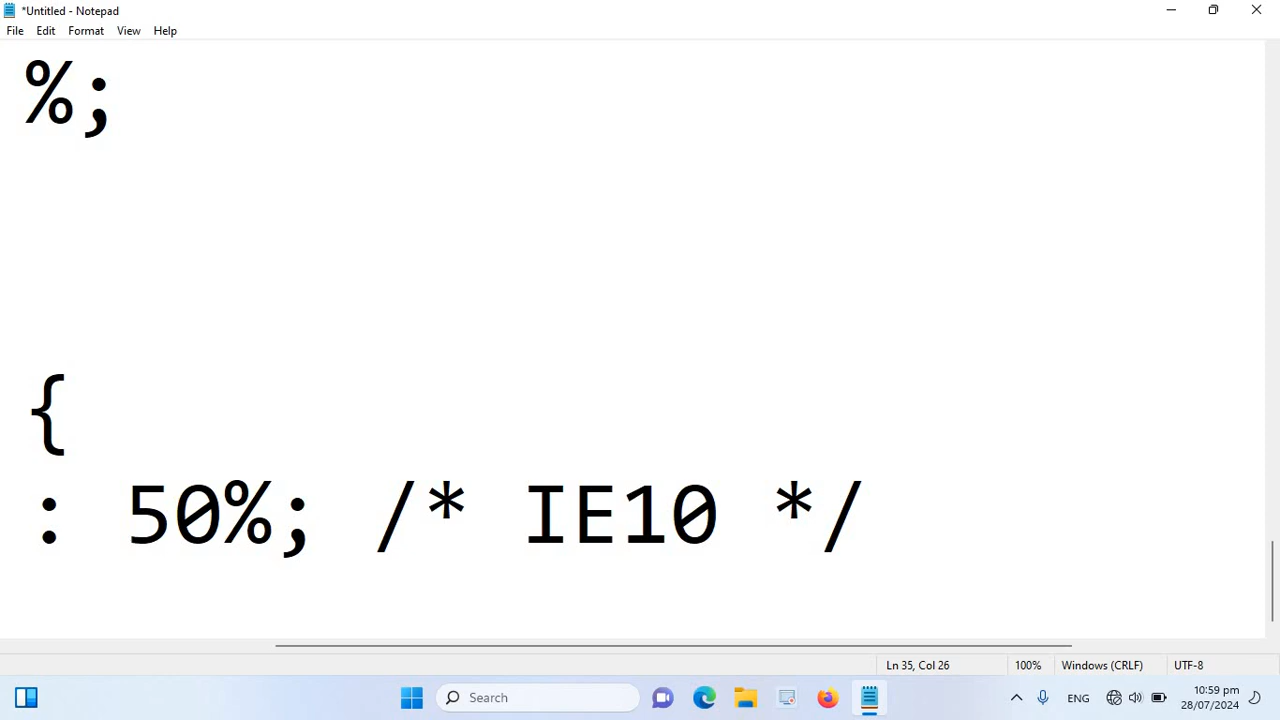 *Untitled - Notepad
File Edit Format View Help
%;
{
: 50%; /* IE10 */
Ln 35, Col 26 100% Windows (CRLF) UTF-8
Search ENG 10:59 pm
28/07/2024